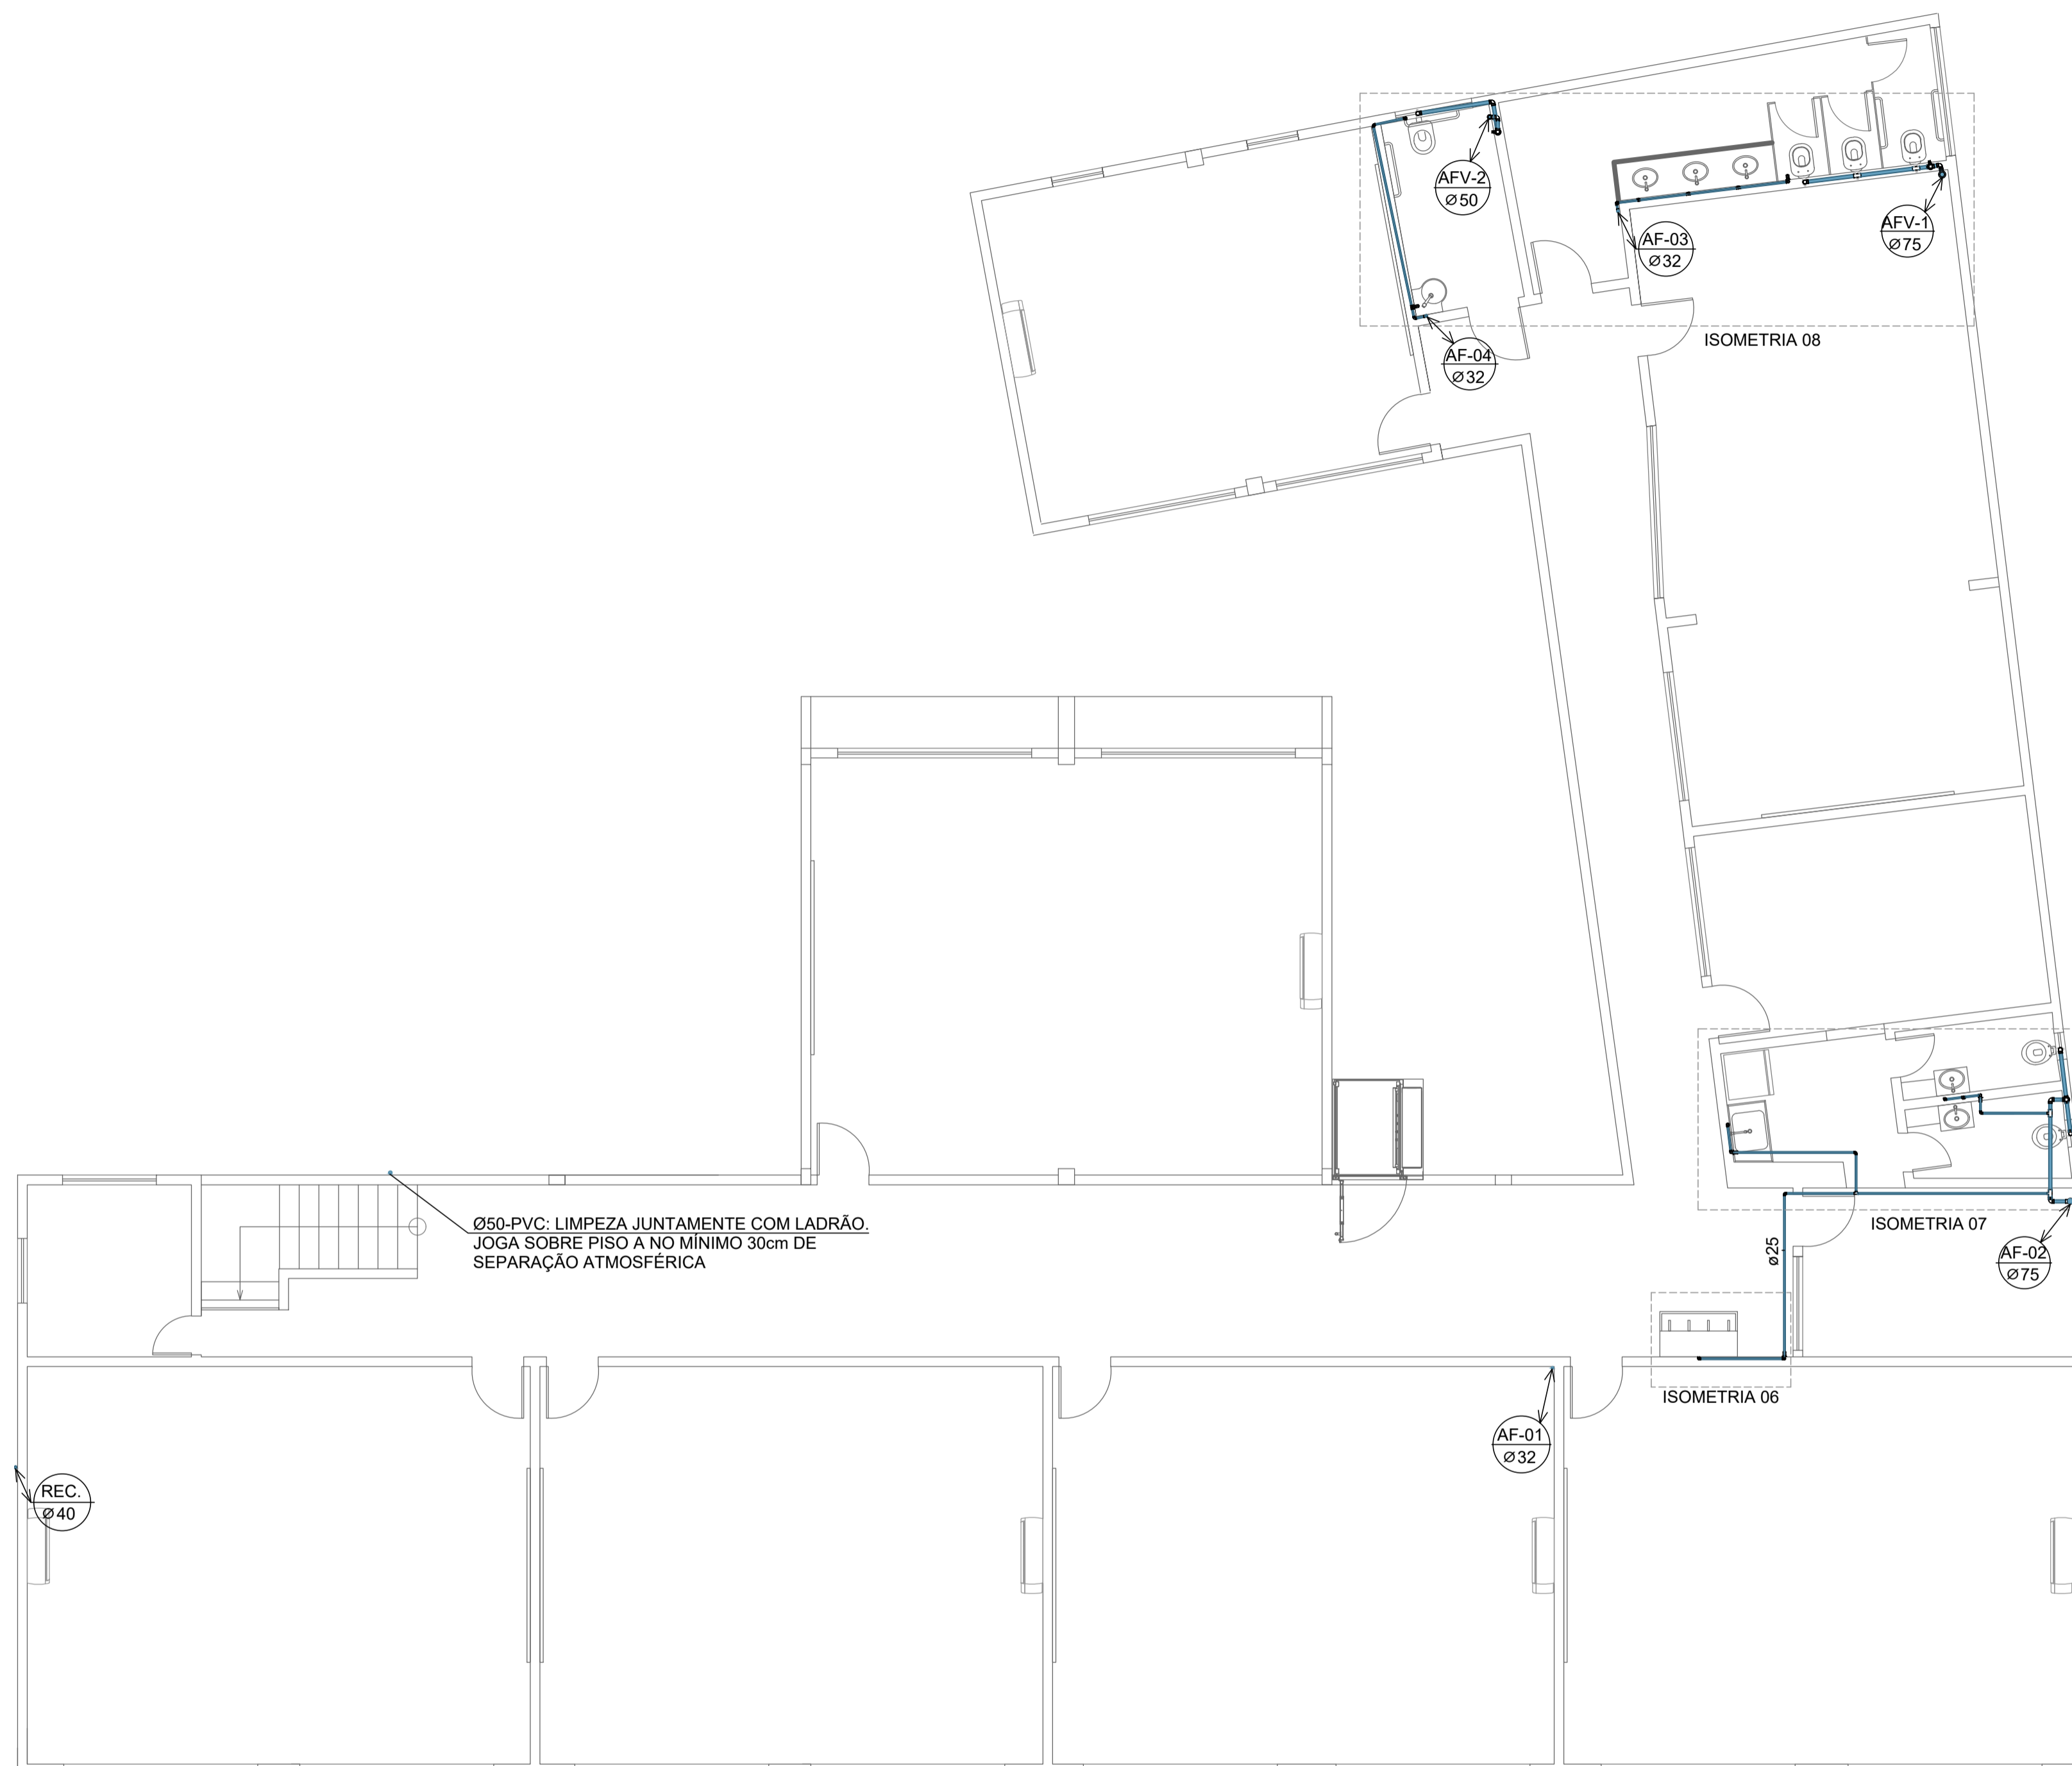 AFV-2
Ø50
AF-03
Ø32
AFV-1
Ø75
ISOMETRIA 08
AF-04
Ø32
Ø50-PVC: LIMPEZA JUNTAMENTE COM LADRÃO.
JOGA SOBRE PISO A NO MÍNIMO 30cm DE
SEPARAÇÃO ATMOSFÉRICA
ISOMETRIA 07
ø25
AF-02
Ø75
ISOMETRIA 06
AF-01
Ø32
REC.
Ø40